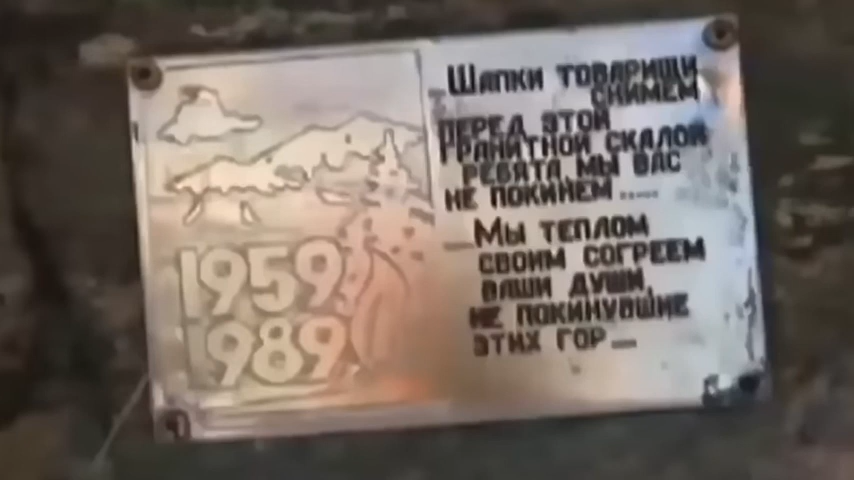 1959
1989
Шапки товарищи
снимем
перед этой
гранитной скалой
ребята мы вас
не покинем .....
— Мы теплом
своим согреем
ваши души,
не покинувшие
этих гор —